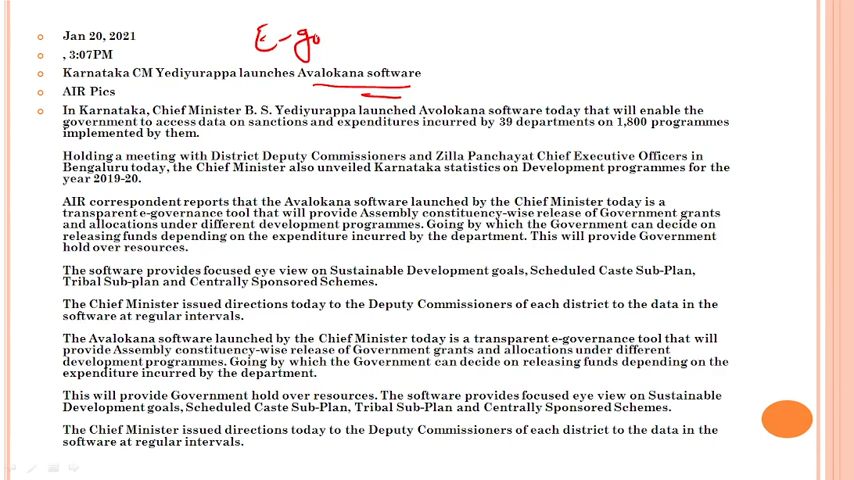 E-go
Jan 20, 2021
, 3:07PM
Karnataka CM Yediyurappa launches Avalokana software
AIR Pics
In Karnataka, Chief Minister B. S. Yediyurappa launched Avolokana software today that will enable the
government to access data on sanctions and expenditures incurred by 39 departments on 1,800 programmes
implemented by them.
Holding a meeting with District Deputy Commissioners and Zilla Panchayat Chief Executive Officers in
Bengaluru today, the Chief Minister also unveiled Karnataka statistics on Development programmes for the
year 2019-20.
AIR correspondent reports that the Avalokana software launched by the Chief Minister today is a
transparent e-governance tool that will provide Assembly constituency-wise release of Government grants
and allocations under different development programmes. Going by which the Government can decide on
releasing funds depending on the expenditure incurred by the department. This will provide Government
hold over resources.
The software provides focused eye view on Sustainable Development goals, Scheduled Caste Sub-Plan,
Tribal Sub-plan and Centrally Sponsored Schemes.
The Chief Minister issued directions today to the Deputy Commissioners of each district to the data in the
software at regular intervals.
The Avalokana software launched by the Chief Minister today is a transparent e-governance tool that will
provide Assembly constituency-wise release of Government grants and allocations under different
development programmes. Going by which the Government can decide on releasing funds depending on the
expenditure incurred by the department.
This will provide Government hold over resources. The software provides focused eye view on Sustainable
Development goals, Scheduled Caste Sub-Plan, Tribal Sub-Plan and Centrally Sponsored Schemes.
The Chief Minister issued directions today to the Deputy Commissioners of each district to the data in the
software at regular intervals.